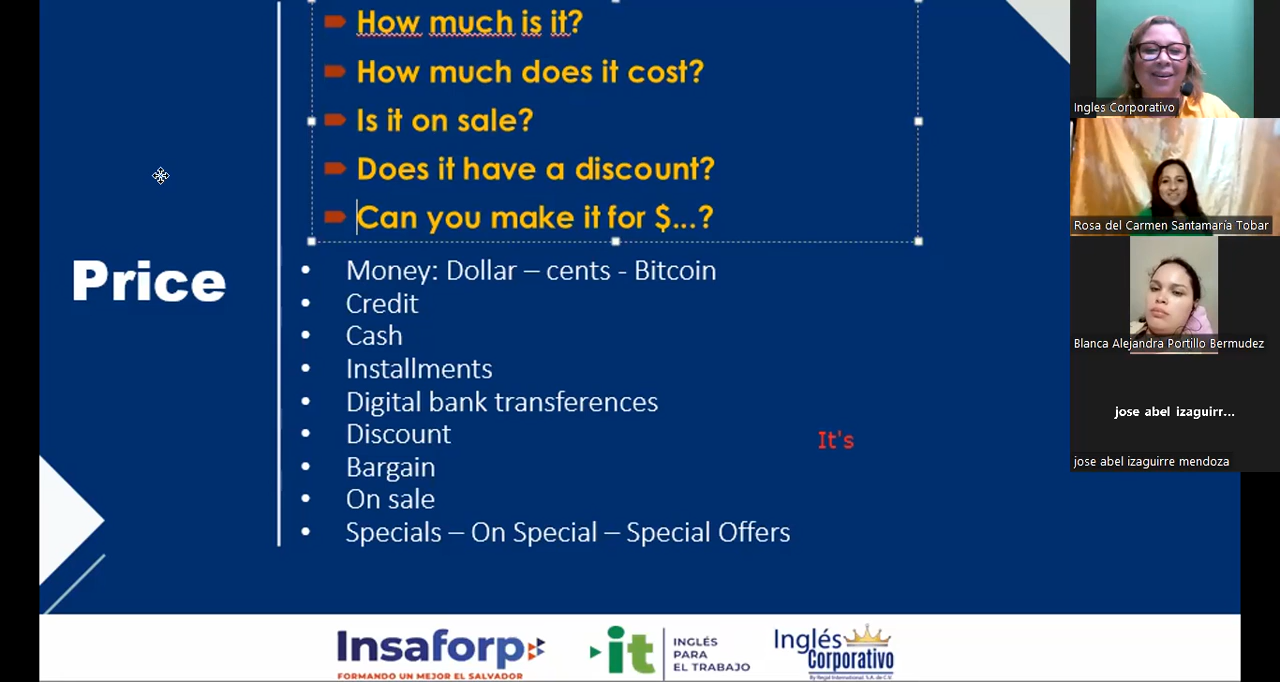 How much is it?
How much does it cost?
Is it on sale?
Does it have a discount?
Can you make it for $...?
Price
Money: Dollar – cents - Bitcoin
Credit
Cash
Installments
Digital bank transferences
Discount
Bargain
On sale
Specials – On Special – Special Offers
It's
Insaforp
FORMANDO UN MEJOR EL SALVADOR
it
INGLÉS
PARA
EL TRABAJO
Inglés
Corporativo
By Regal International, S.A. de C.V.
Ingles Corporativo
Rosa del Carmen Santamaría Tobar
Blanca Alejandra Portillo Bermudez
jose abel izaguirr...
jose abel izaguirre mendoza